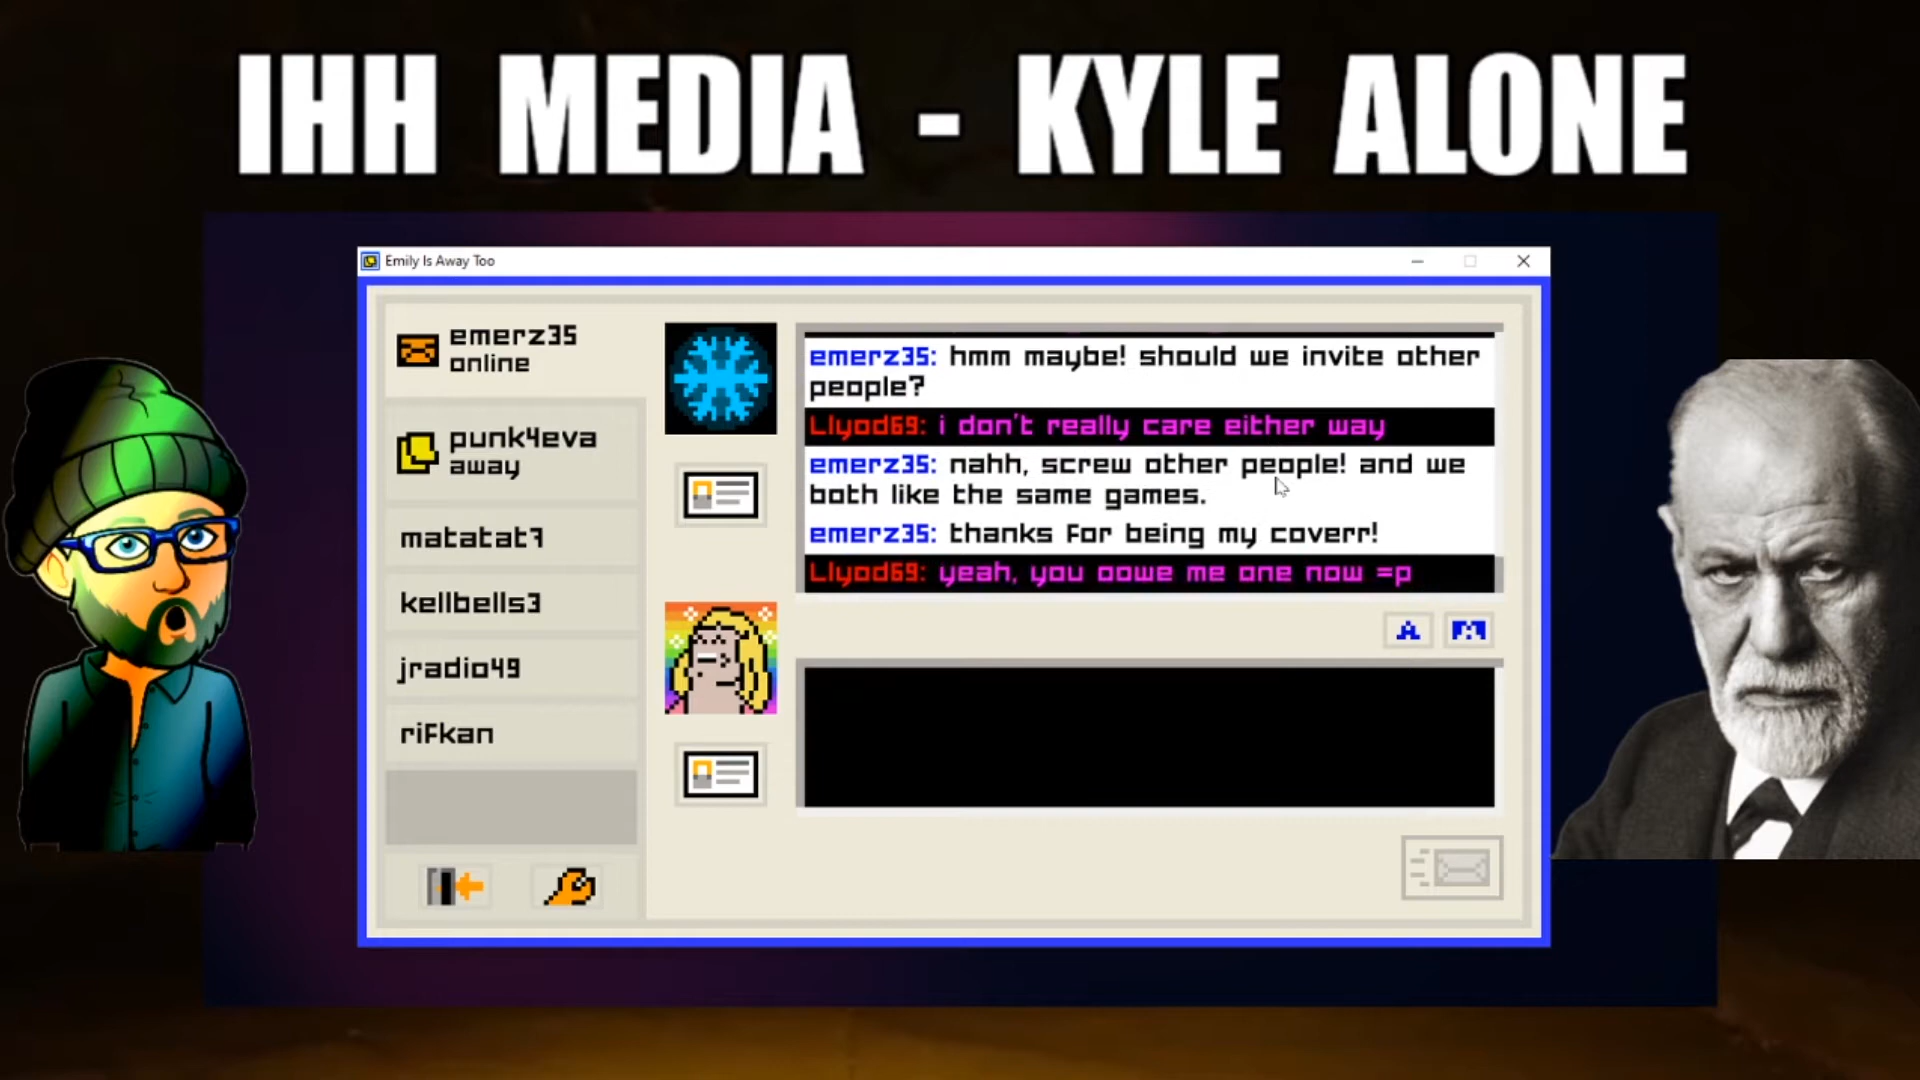 IHH MEDIA - KYLE ALONE
Emily Is Away Too
emerz35
online
punk4eva
away
matatat7
kellbells3
jradio49
rifkan
emerz35: hmm maybe! should we invite other
people?
Llyod69: i don't really care either way
emerz35: nahh, screw other people! and we
both like the same games.
emerz35: thanks for being my coverr!
Llyod69: yeah, you oowe me one now =p
A